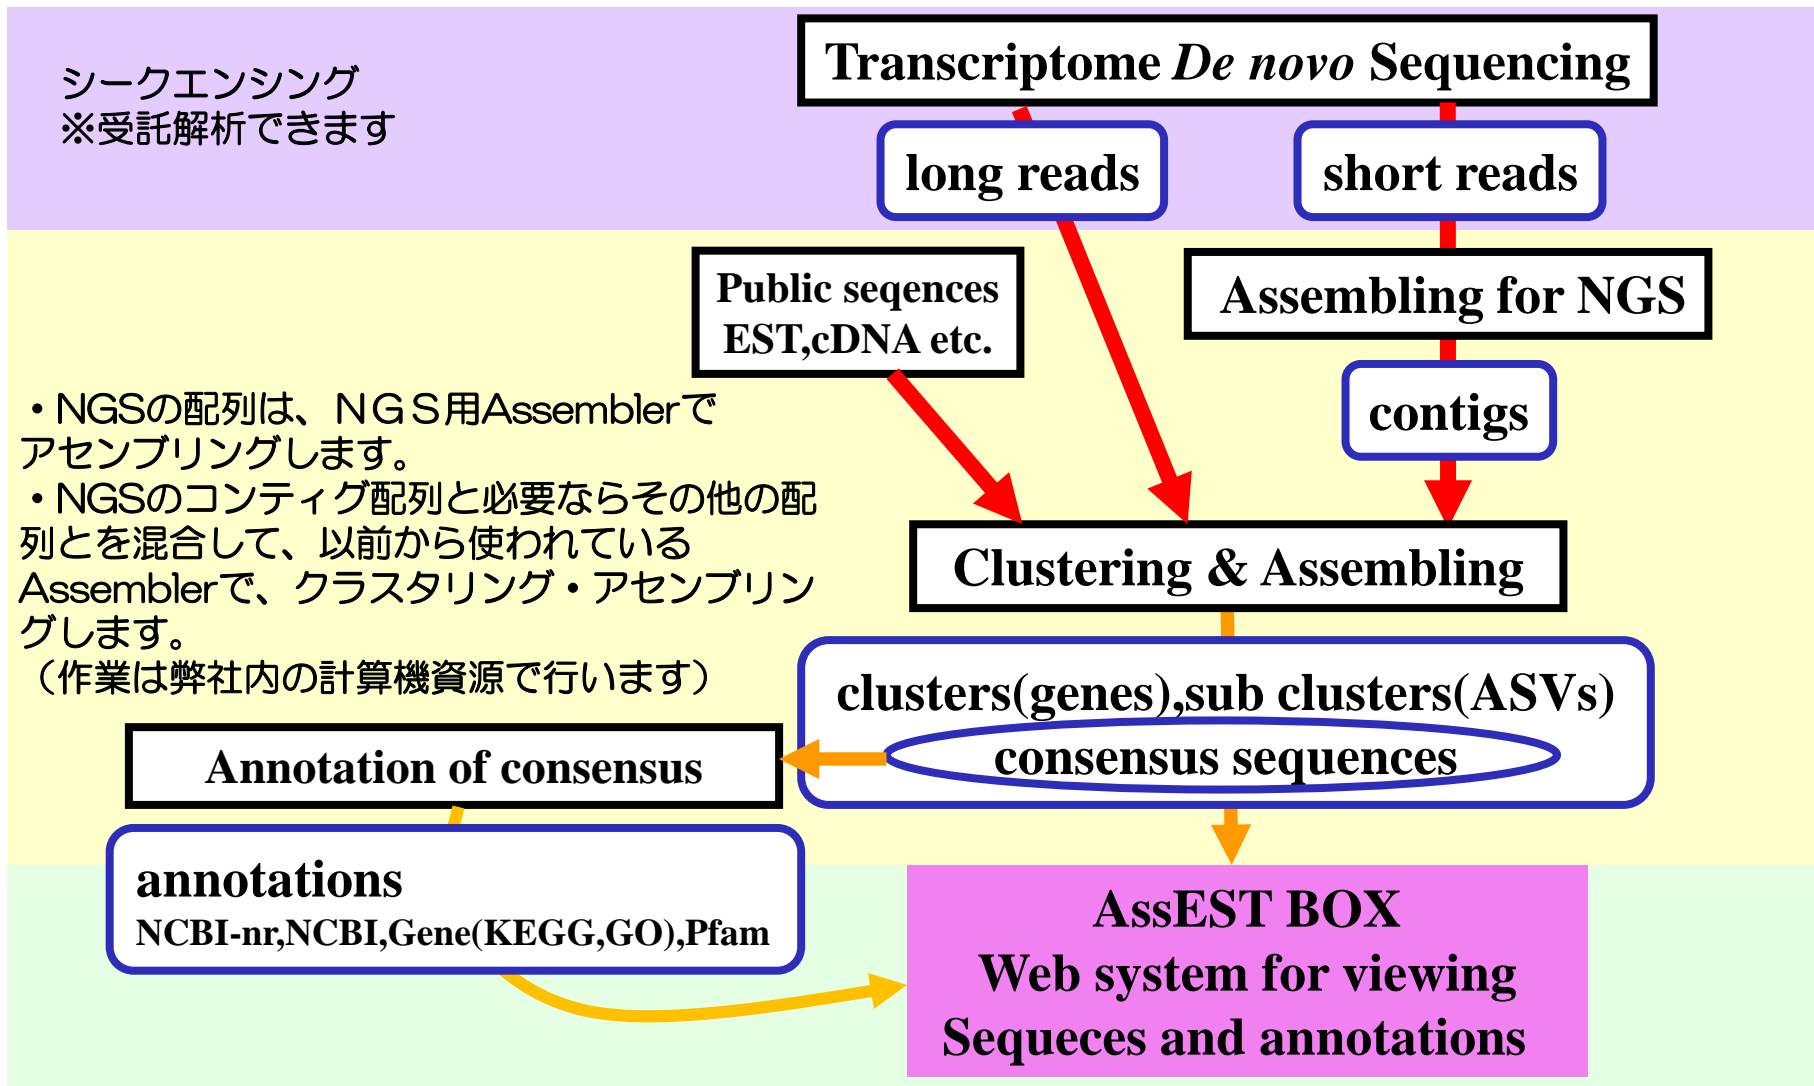 シークエンシング
※受託解析できます
Transcriptome De novo Sequencing
long reads
short reads
Public seqences
EST,cDNA etc.
Assembling for NGS
contigs
・NGSの配列は、ＮＧＳ用Assemblerで
アセンブリングします。
・NGSのコンティグ配列と必要ならその他の配
列とを混合して、以前から使われている
Assemblerで、クラスタリング・アセンブリン
グします。
（作業は弊社内の計算機資源で行います）
Clustering & Assembling
clusters(genes),sub clusters(ASVs)
consensus sequences
Annotation of consensus
annotations
NCBI-nr,NCBI,Gene(KEGG,GO),Pfam
AssEST BOX
Web system for viewing
Sequeces and annotations